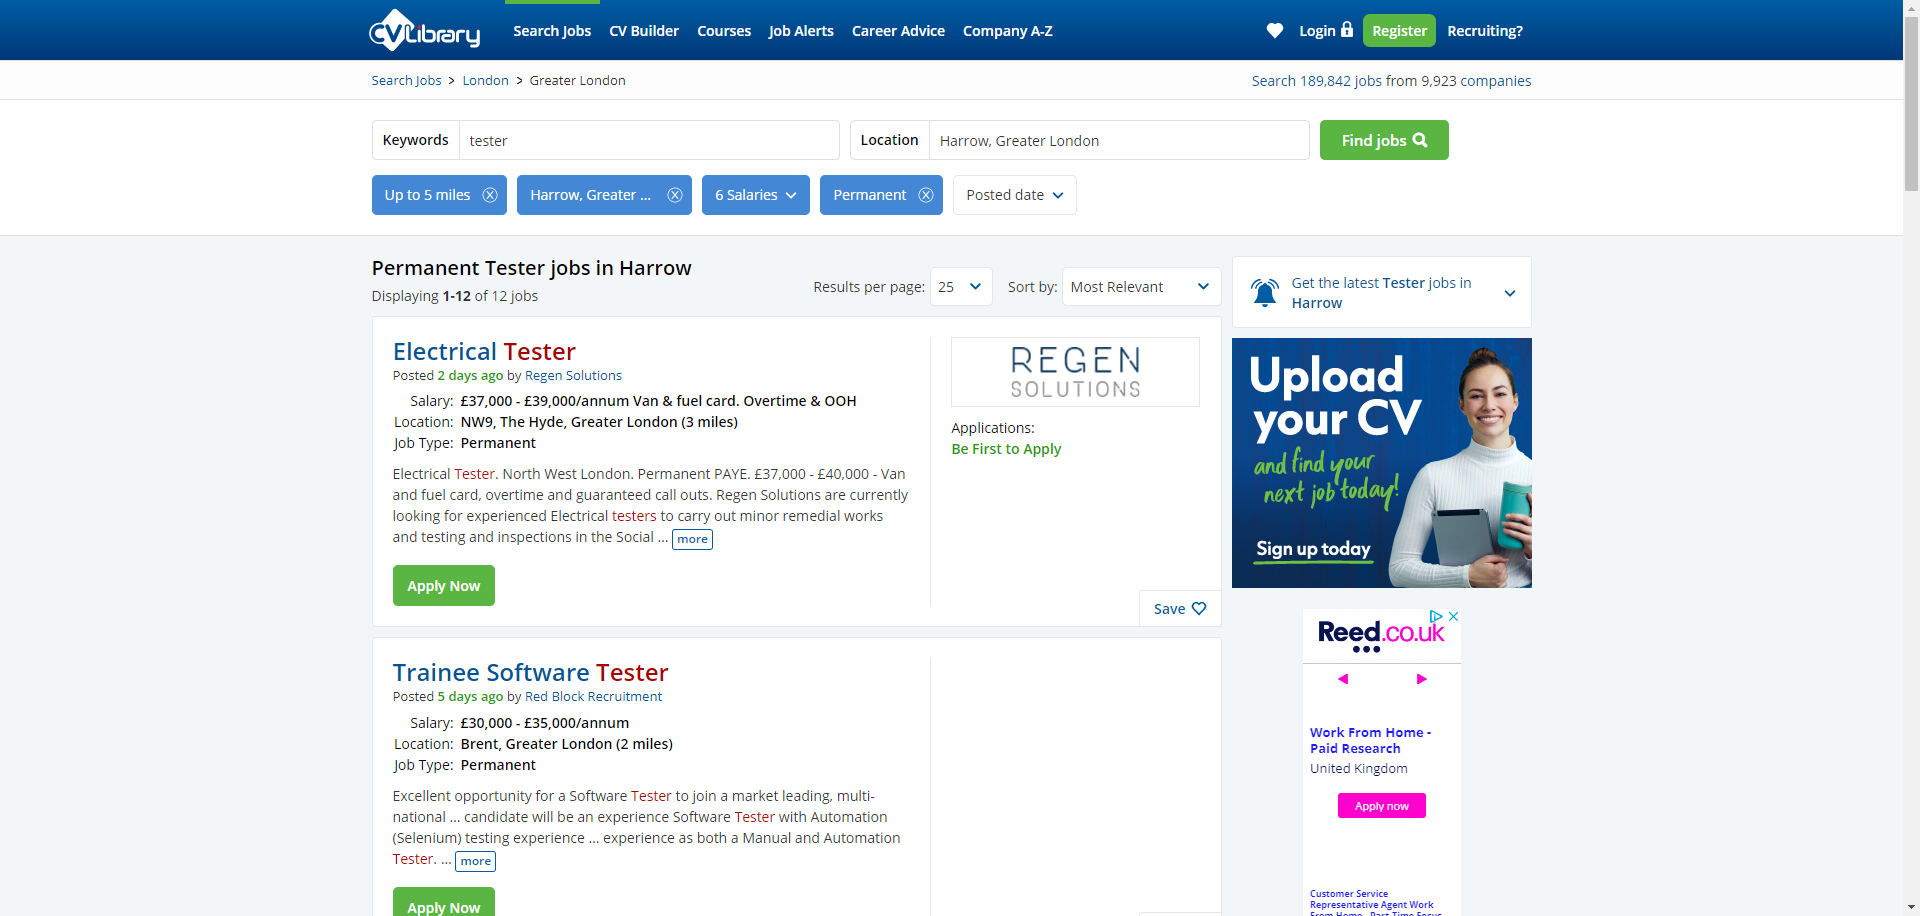 CVLibrary
Search Jobs CV Builder Courses Job Alerts Career Advice Company A-Z Login Register Recruiting?
Search Jobs > London > Greater London
Search 189,842 jobs from 9,923 companies
Keywords tester Location Harrow, Greater London Find jobs
Up to 5 miles Harrow, Greater ... 6 Salaries Permanent Posted date
Permanent Tester jobs in Harrow
Displaying 1-12 of 12 jobs
Results per page: 25 Sort by: Most Relevant
Electrical Tester
Posted 2 days ago by Regen Solutions
Salary: £37,000 - £39,000/annum Van & fuel card. Overtime & OOH
Location: NW9, The Hyde, Greater London (3 miles)
Job Type: Permanent
Electrical Tester. North West London. Permanent PAYE. £37,000 - £40,000 - Van
and fuel card, overtime and guaranteed call outs. Regen Solutions are currently
looking for experienced Electrical testers to carry out minor remedial works
and testing and inspections in the Social ... more
Apply Now
REGEN
SOLUTIONS
Applications:
Be First to Apply
Save
Trainee Software Tester
Posted 5 days ago by Red Block Recruitment
Salary: £30,000 - £35,000/annum
Location: Brent, Greater London (2 miles)
Job Type: Permanent
Excellent opportunity for a Software Tester to join a market leading, multi-
national ... candidate will be an experience Software Tester with Automation
(Selenium) testing experience ... experience as both a Manual and Automation
Tester. ... more
Apply Now
Get the latest Tester jobs in
Harrow
Upload
your CV
and find your
next job today!
Sign up today
Reed.co.uk
Work From Home -
Paid Research
United Kingdom
Apply now
Customer Service
Representative Agent Work
From Home - Part Time Focus